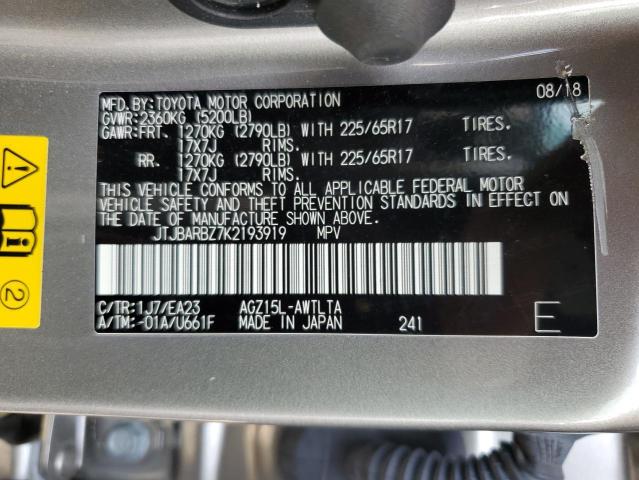 MFD.BY:TOYOTA MOTOR CORPORATION 08/18
GVWR:2360KG (5200LB)
GAWR:FRT. 1270KG (2790LB) WITH 225/65R17 TIRES.
17X7J RIMS.
RR. 1270KG (2790LB) WITH 225/65R17 TIRES.
17X7J RIMS.
THIS VEHICLE CONFORMS TO ALL APPLICABLE FEDERAL MOTOR
VEHICLE SAFETY AND THEFT PREVENTION STANDARDS IN EFFECT ON
THE DATE OF MANUFACTURE SHOWN ABOVE.
JTJBARBZ7K2193919 MPV
C/TR:1J7/EA23 AGZ15L-AWTLTA
A/TM:-01A/U661F MADE IN JAPAN 241 E
2